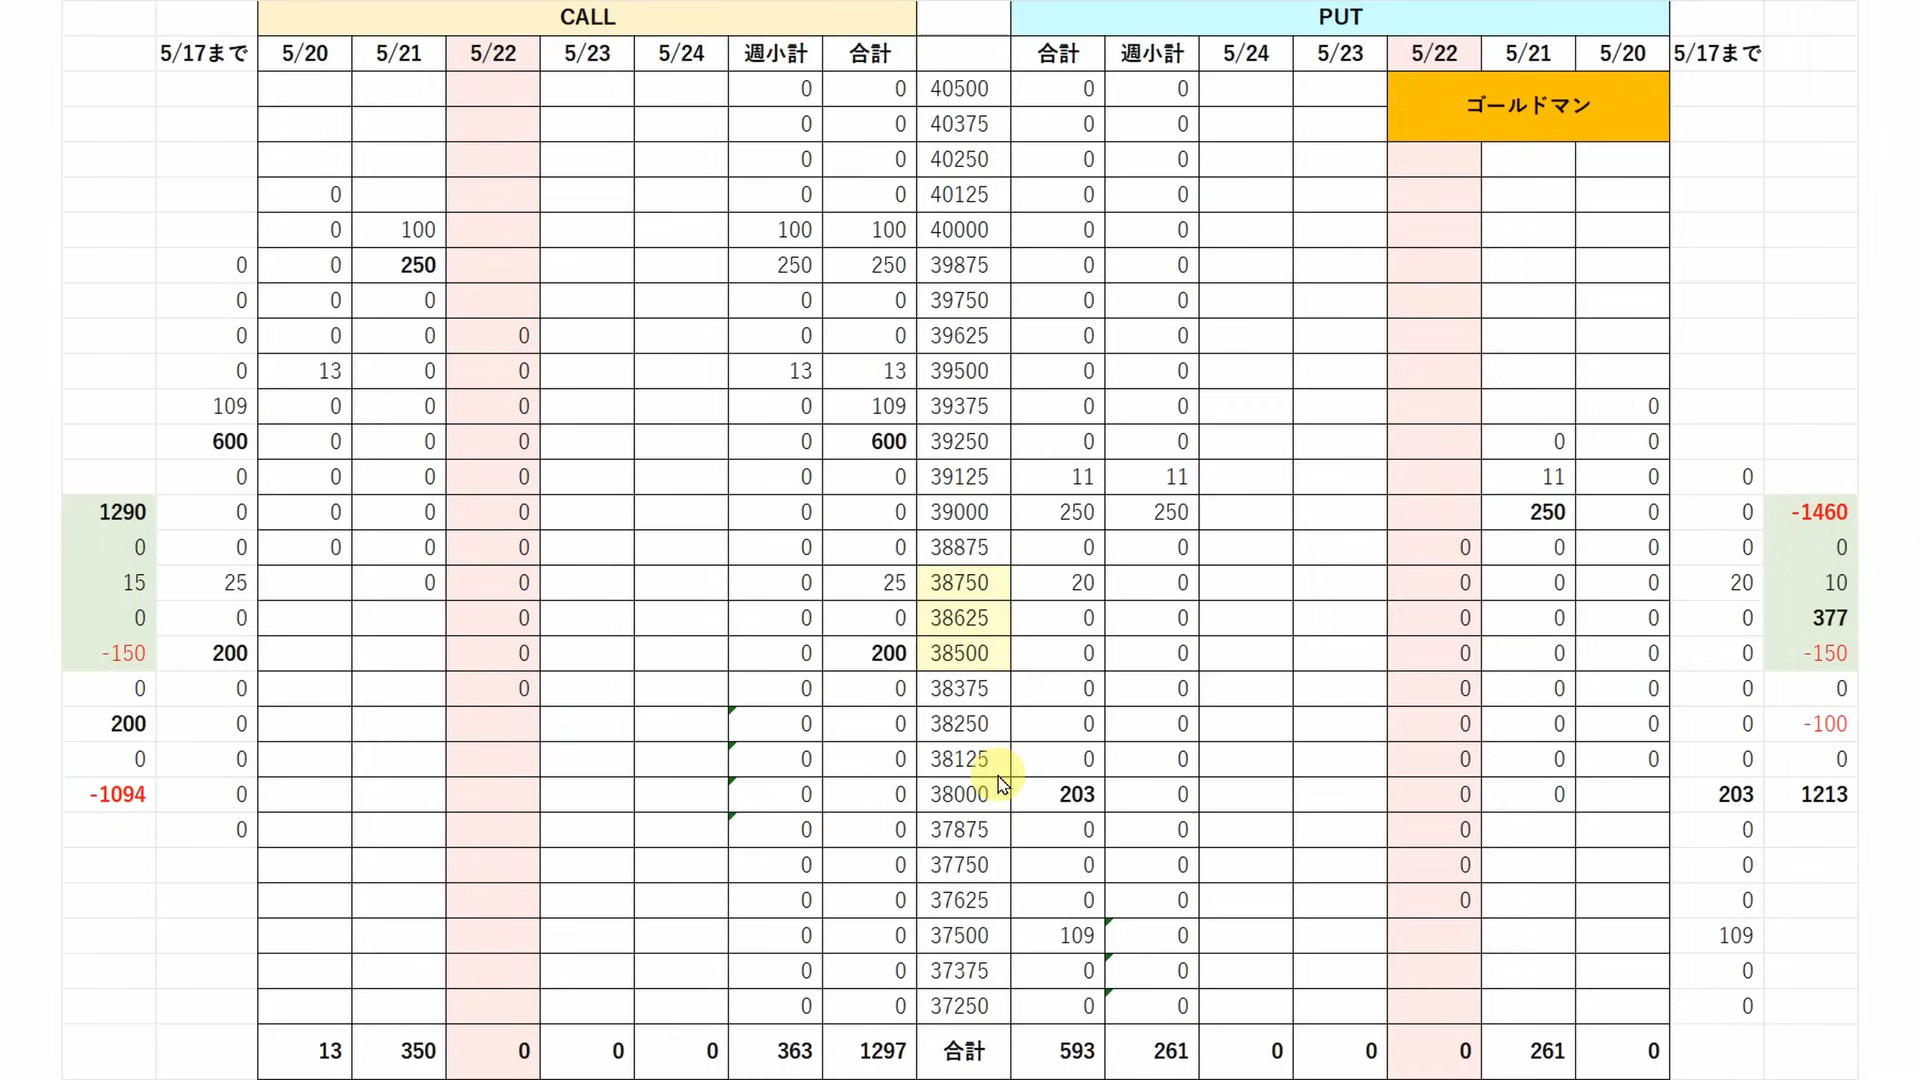 CALL PUT
5/17まで 5/20 5/21 5/22 5/23 5/24 週小計 合計 合計 週小計 5/24 5/23 5/22 5/21 5/20 5/17まで
0 0 40500 0 0 ゴールドマン
0 0 40375 0 0
0 0 40250 0 0
0 0 0 40125 0 0
0 100 100 100 40000 0 0
0 0 250 250 250 39875 0 0
0 0 0 0 0 39750 0 0
0 0 0 0 0 0 39625 0 0
0 13 0 0 13 13 39500 0 0
109 0 0 0 0 109 39375 0 0 0
600 0 0 0 0 600 39250 0 0 0 0
0 0 0 0 0 0 39125 11 11 11 0 0
1290 0 0 0 0 0 0 39000 250 250 250 0 0 -1460
0 0 0 0 0 0 0 38875 0 0 0 0 0 0 0
15 25 0 0 0 25 38750 20 0 0 0 0 20 10
0 0 0 0 0 38625 0 0 0 0 0 0 377
-150 200 0 0 200 38500 0 0 0 0 0 0 -150
0 0 0 0 0 38375 0 0 0 0 0 0 0
200 0 0 0 38250 0 0 0 0 0 0 -100
0 0 0 0 38125 0 0 0 0 0 0 0
-1094 0 0 0 38000 203 0 0 0 203 1213
0 0 0 37875 0 0 0 0
0 0 37750 0 0 0 0
0 0 37625 0 0 0 0
0 0 37500 109 0 109
0 0 37375 0 0 0
0 0 37250 0 0 0
13 350 0 0 0 363 1297 合計 593 261 0 0 0 261 0